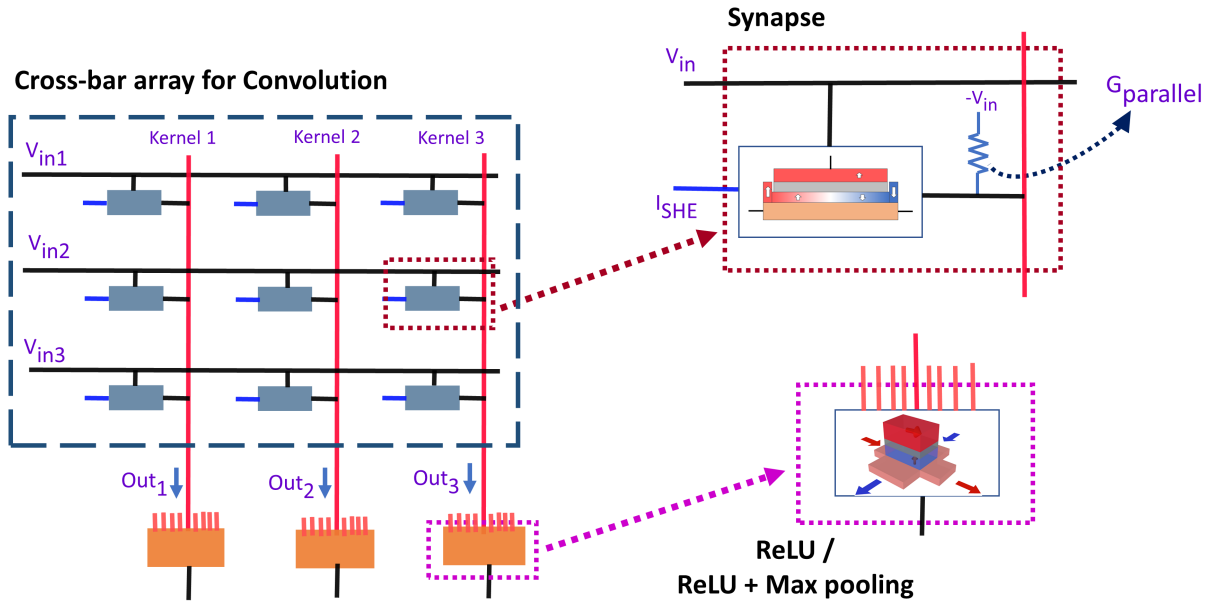 Synapse
Cross-bar array for Convolution
Kernel 1
Kernel 2
Kernel 3
Vin1
Vin2
Vin3
Out1
Out2
Out3
Vin
-Vin
Gparallel
ISHE
ReLU /
ReLU + Max pooling